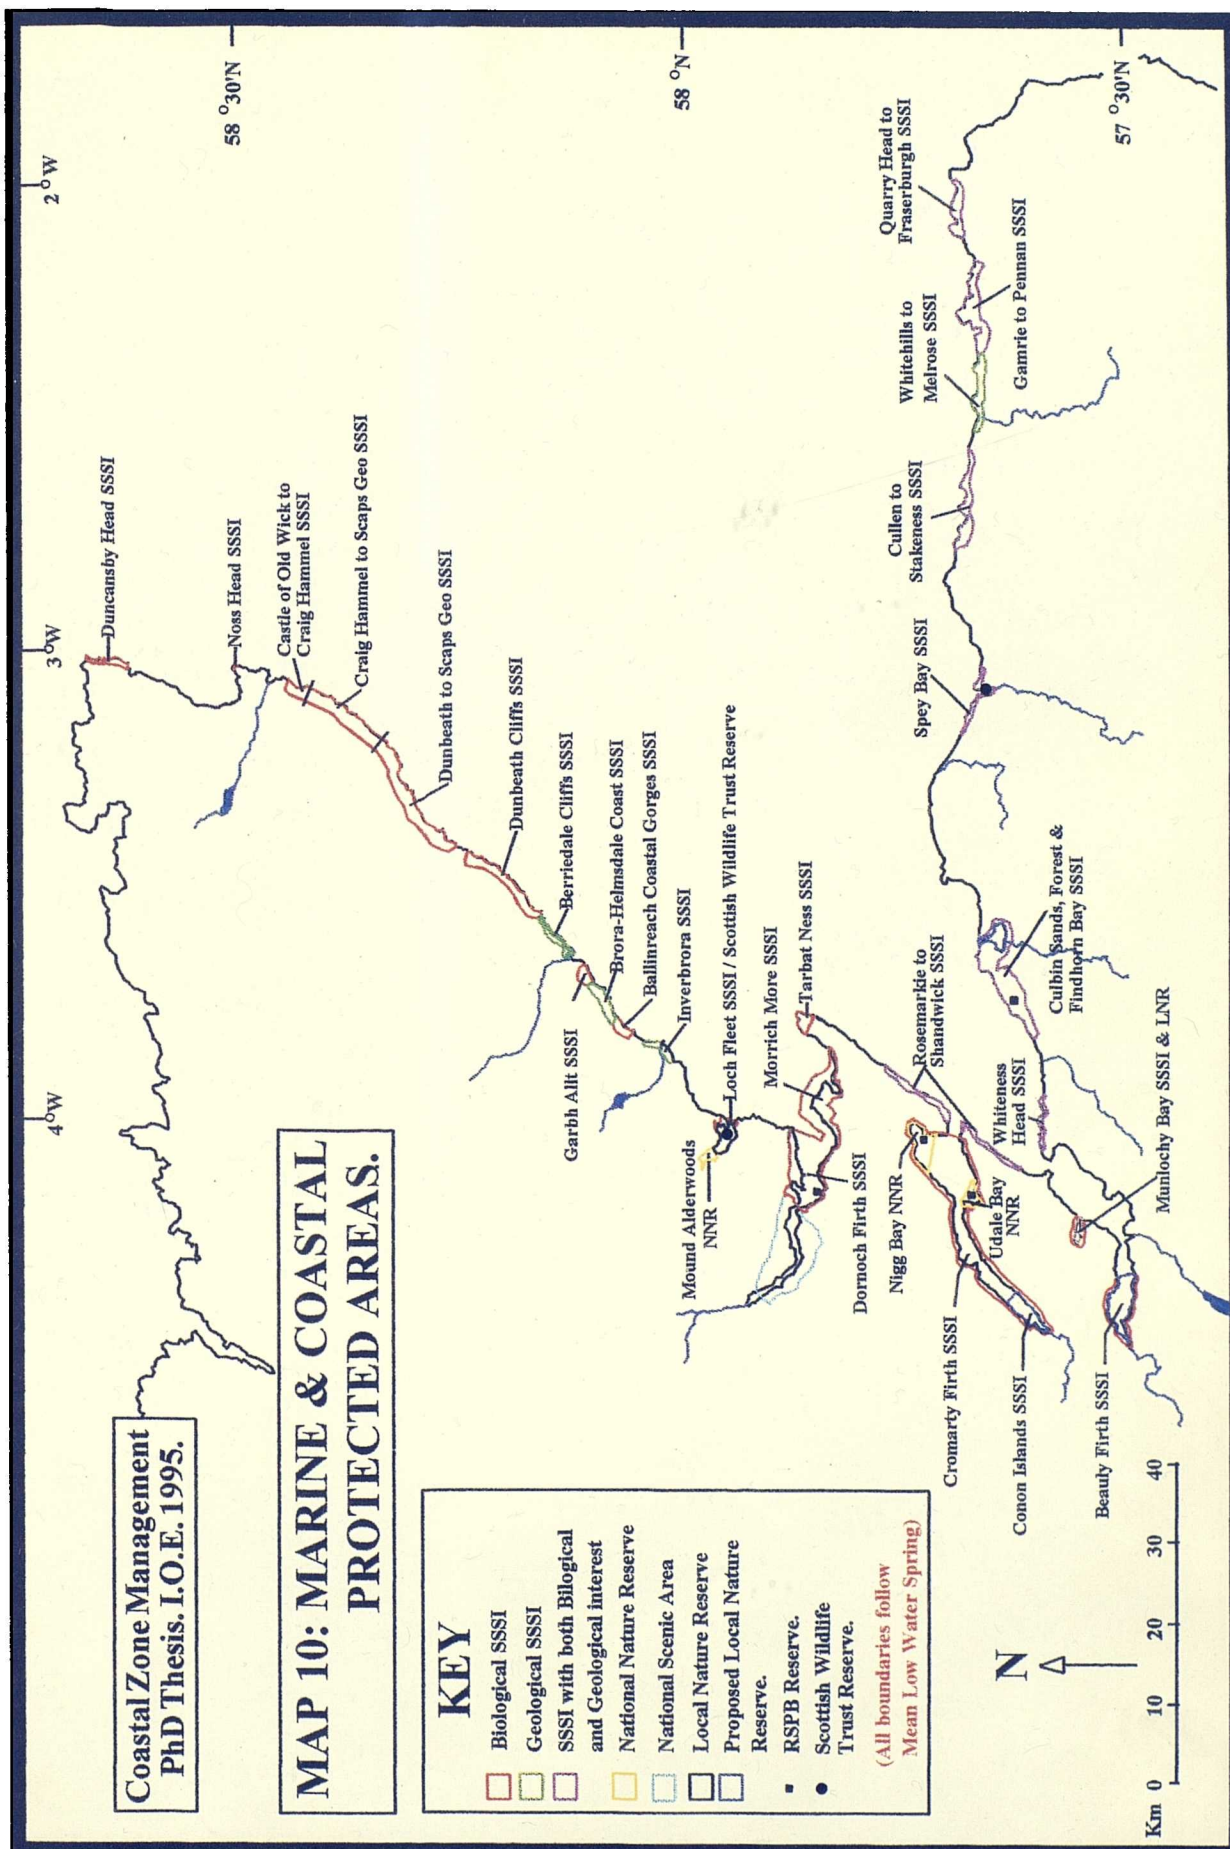 Coastal Zone Management
PhD Thesis. I.O.E. 1995.
MAP 10: MARINE & COASTAL
PROTECTED AREAS.
KEY
Biological SSSI
Geological SSSI
SSSI with both Bilogical
and Geological interest
National Nature Reserve
National Scenic Area
Local Nature Reserve
Proposed Local Nature
Reserve.
RSPB Reserve.
Scottish Wildlife
Trust Reserve.
(All boundaries follow
Mean Low Water Spring)
N
Km 0 10 20 30 40
4°W
3°W
2°W
58 °30'N
58 °N
57 °30'N
Duncansby Head SSSI
Noss Head SSSI
Castle of Old Wick to
Craig Hammel SSSI
Craig Hammel to Scaps Geo SSSI
Dunbeath to Scaps Geo SSSI
Dunbeath Cliffs SSSI
Berriedale Cliffs SSSI
Garbh Allt SSSI
Brora-Helmsdale Coast SSSI
Ballinreach Coastal Gorges SSSI
Inverbrora SSSI
Mound Alderwoods
NNR
Loch Fleet SSSI / Scottish Wildlife Trust Reserve
Morrich More SSSI
Tarbat Ness SSSI
Dornoch Firth SSSI
Nigg Bay NNR
Rosemarkie to
Shandwick SSSI
Udale Bay
NNR
Cromarty Firth SSSI
Conon Islands SSSI
Beauly Firth SSSI
Munlochy Bay SSSI & LNR
Whiteness
Head SSSI
Culbin Sands, Forest &
Findhorn Bay SSSI
Spey Bay SSSI
Cullen to
Stakeness SSSI
Whitehills to
Melrose SSSI
Gamrie to Pennan SSSI
Quarry Head to
Fraserburgh SSSI